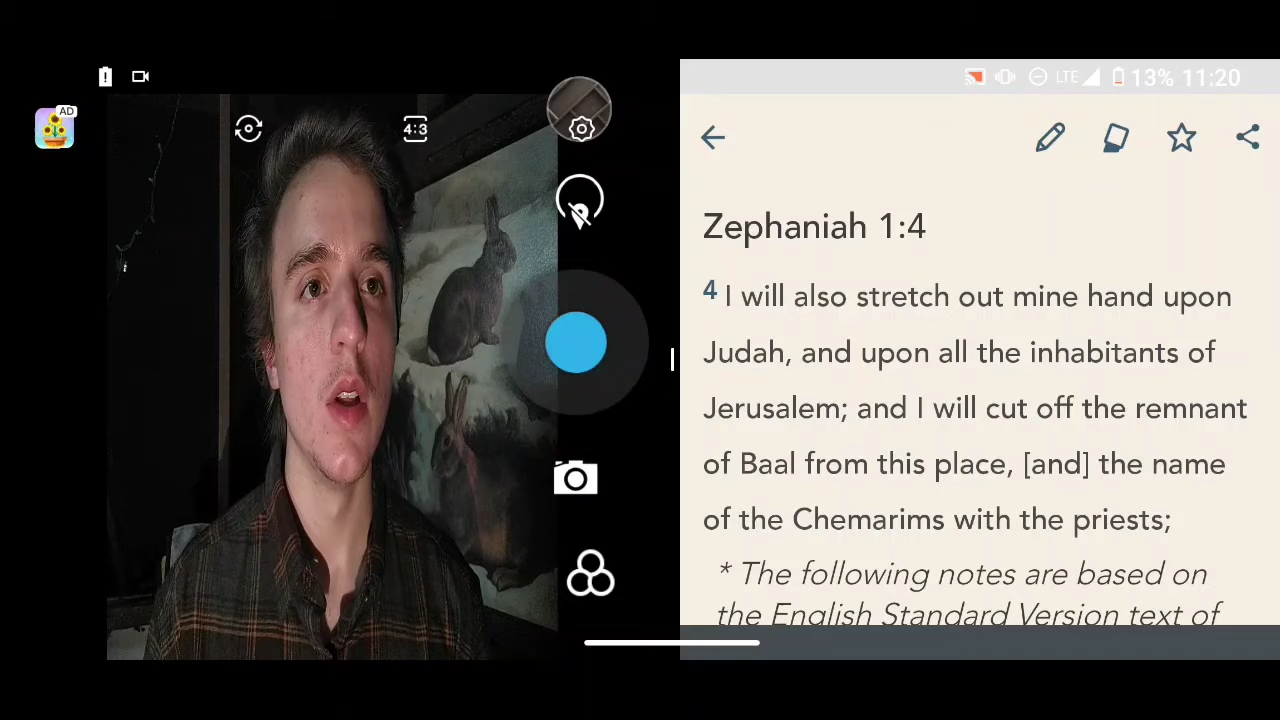 AD
4:3
LTE 13% 11:20
Zephaniah 1:4
4 I will also stretch out mine hand upon
Judah, and upon all the inhabitants of
Jerusalem; and I will cut off the remnant
of Baal from this place, [and] the name
of the Chemarims with the priests;
* The following notes are based on
the English Standard Version text of